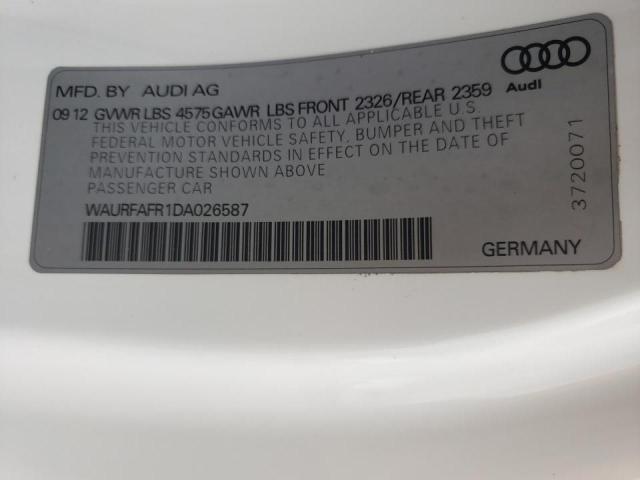 MFD. BY AUDI AG
Audi
09 12 GVWR LBS 4575 GAWR LBS FRONT 2326/REAR 2359
THIS VEHICLE CONFORMS TO ALL APPLICABLE U.S.
FEDERAL MOTOR VEHICLE SAFETY, BUMPER AND THEFT
PREVENTION STANDARDS IN EFFECT ON THE DATE OF
MANUFACTURE SHOWN ABOVE
PASSENGER CAR
WAURFAFR1DA026587
GERMANY
3720071